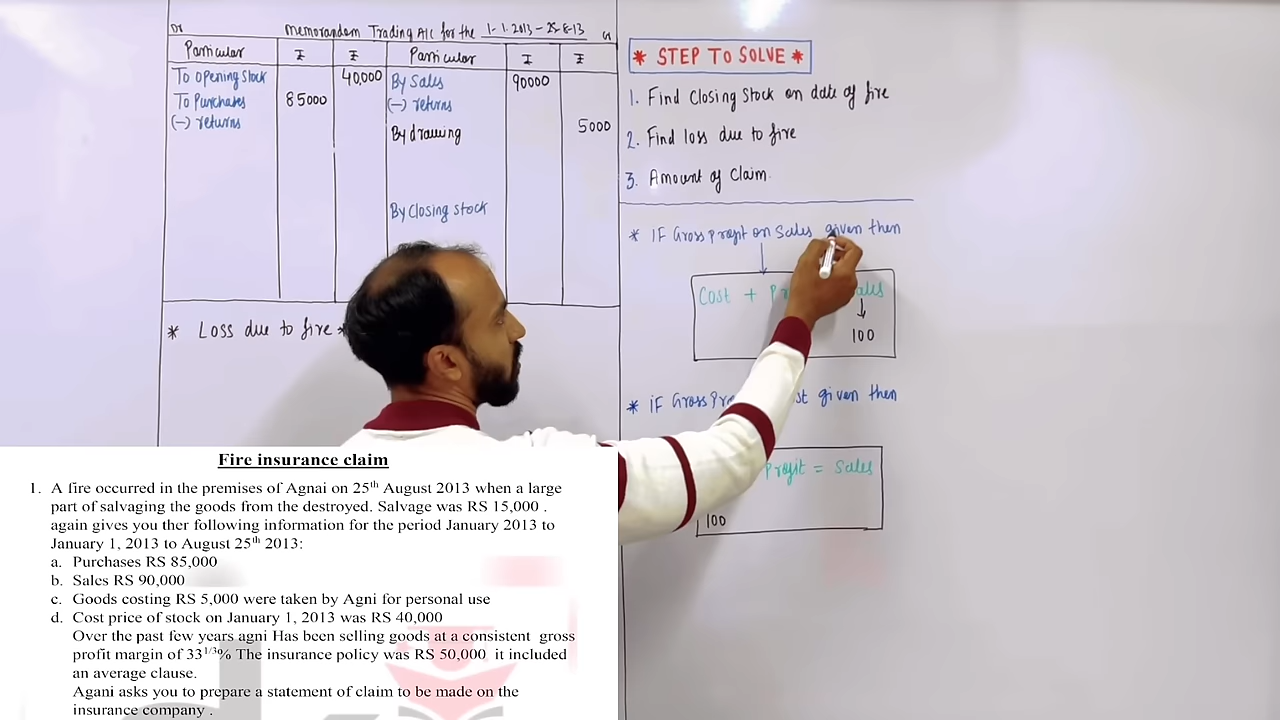 Dr Memorandum Trading A/C for the 1-1-2013 - 25-8-13 Cr
Particular ₹ ₹ Particular ₹ ₹
To opening stock 40,000 By Sales 90000
To Purchases 85000 (-) returns
(-) returns By drawing 5000
By Closing stock
* Loss due to fire *
* STEP TO SOLVE *
1. Find Closing Stock on date of fire
2. Find loss due to fire
3. Amount of Claim.
* IF Gross profit on Sales given then
Cost +
100
* IF Gross given then
Profit = Sales
100
Fire insurance claim
1. A fire occurred in the premises of Agnai on 25th August 2013 when a large
part of salvaging the goods from the destroyed. Salvage was RS 15,000 .
again gives you ther following information for the period January 2013 to
January 1, 2013 to August 25th 2013:
a. Purchases RS 85,000
b. Sales RS 90,000
c. Goods costing RS 5,000 were taken by Agni for personal use
d. Cost price of stock on January 1, 2013 was RS 40,000
Over the past few years agni Has been selling goods at a consistent gross
profit margin of 33 1/3% The insurance policy was RS 50,000 it included
an average clause.
Agani asks you to prepare a statement of claim to be made on the
insurance company .